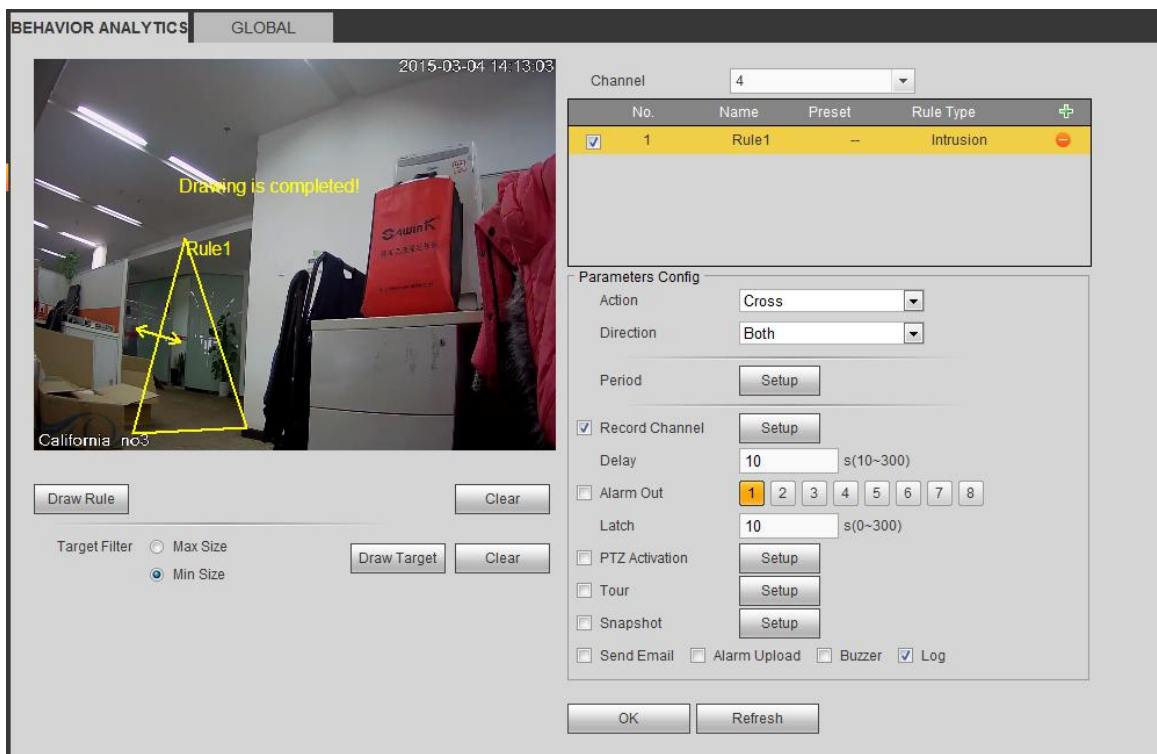 BEHAVIOR ANALYTICS GLOBAL
2015-03-04 14:13:03
Drawing is completed!
Rule1
SAWINK
California no3
Draw Rule Clear
Target Filter Max Size
Min Size
Draw Target Clear
Channel 4
No. Name Preset Rule Type
1 Rule1 -- Intrusion
Parameters Config
Action Cross
Direction Both
Period Setup
Record Channel Setup
Delay 10 s(10~300)
Alarm Out 1 2 3 4 5 6 7 8
Latch 10 s(0~300)
PTZ Activation Setup
Tour Setup
Snapshot Setup
Send Email Alarm Upload Buzzer Log
OK Refresh